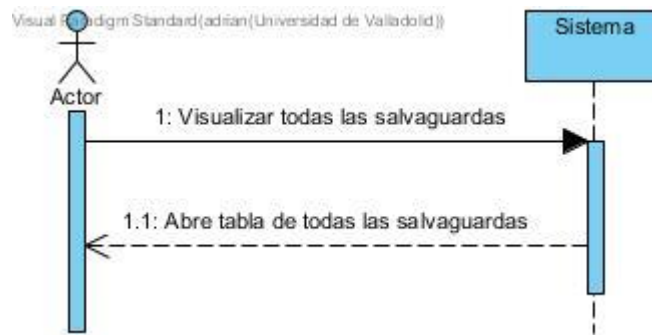 Visual Paradigm Standard(adrian(Universidad de Valladolid))
Sistema
Actor
1: Visualizar todas las salvaguardas
1.1: Abre tabla de todas las salvaguardas